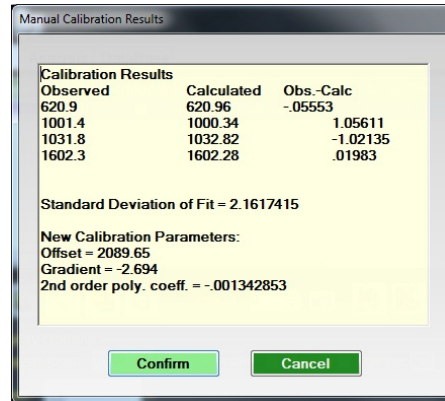 Manual Calibration Results
Calibration Results
Observed Calculated Obs.-Calc
620.9 620.96 -.05553
1001.4 1000.34 1.05611
1031.8 1032.82 -1.02135
1602.3 1602.28 .01983
Standard Deviation of Fit = 2.1617415
New Calibration Parameters:
Offset = 2089.65
Gradient = -2.694
2nd order poly. coeff. = -.001342853
Confirm Cancel